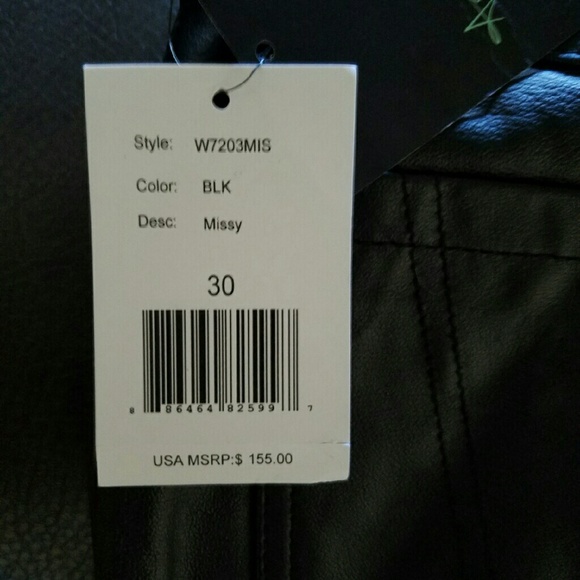 Style: W7203MIS
Color: BLK
Desc: Missy
30
8 86464 82599 7
USA MSRP:$ 155.00